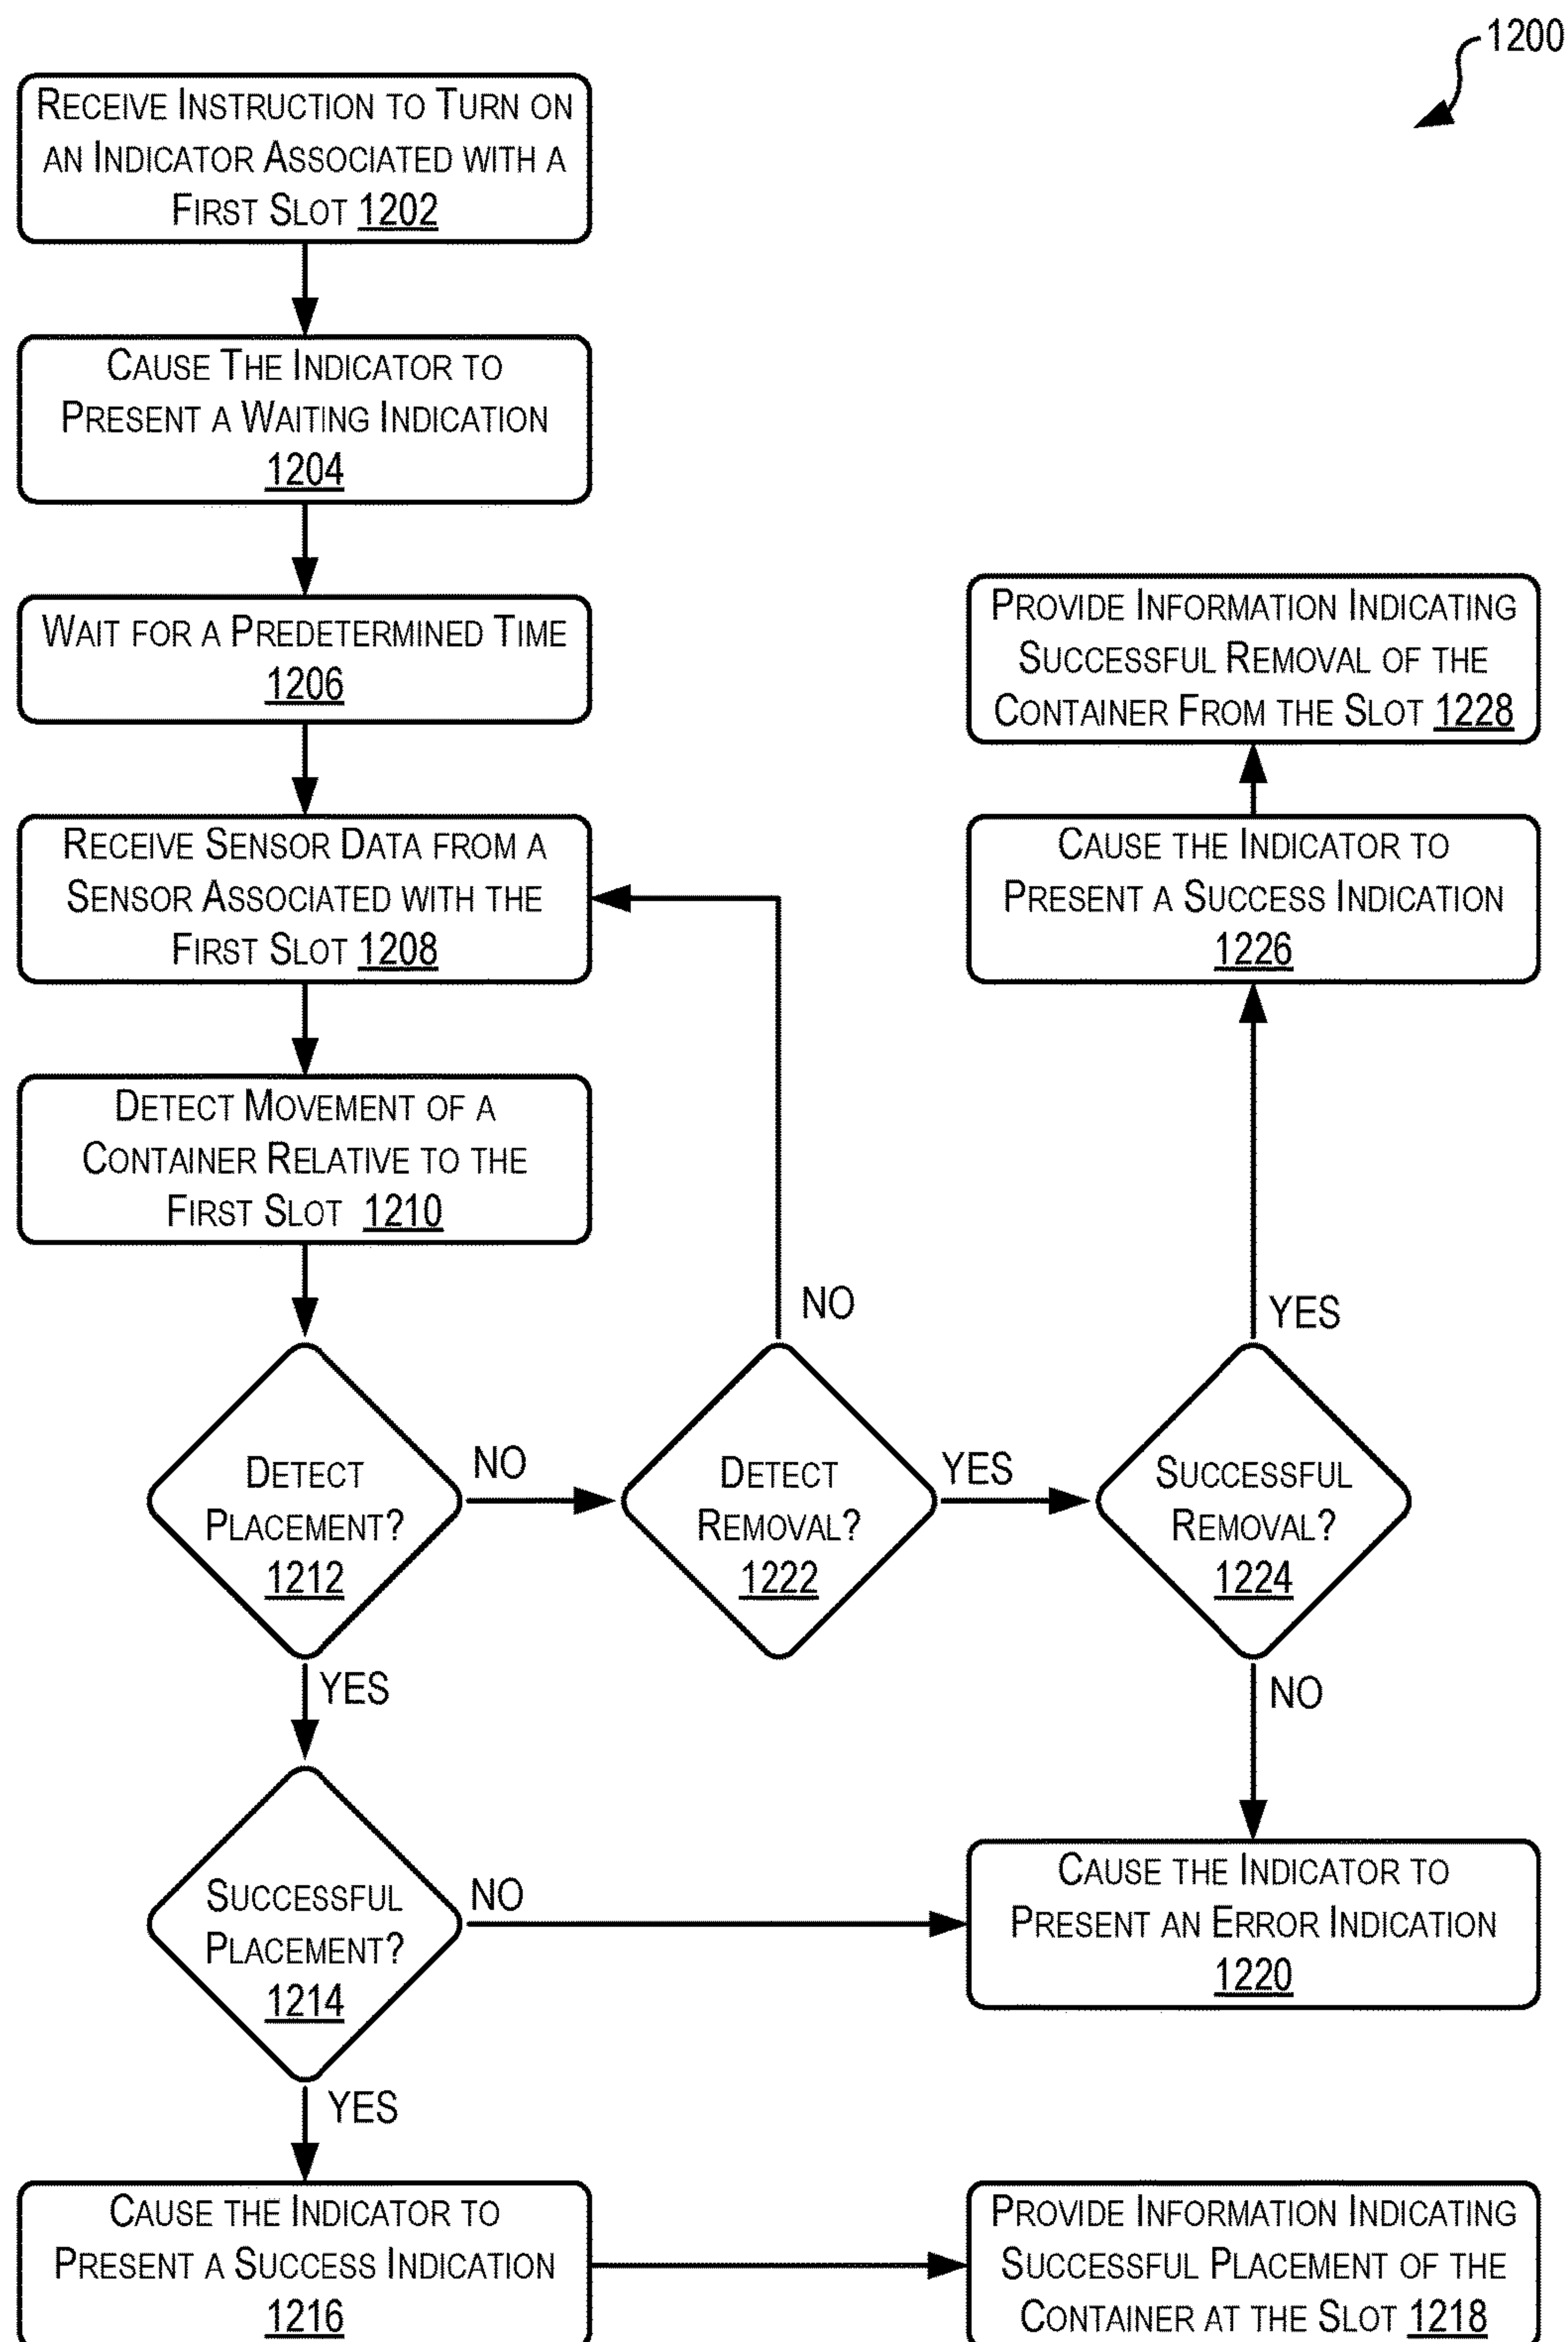 1200
RECEIVE INSTRUCTION TO TURN ON
AN INDICATOR ASSOCIATED WITH A
FIRST SLOT 1202
CAUSE THE INDICATOR TO
PRESENT A WAITING INDICATION
1204
WAIT FOR A PREDETERMINED TIME
1206
RECEIVE SENSOR DATA FROM A
SENSOR ASSOCIATED WITH THE
FIRST SLOT 1208
DETECT MOVEMENT OF A
CONTAINER RELATIVE TO THE
FIRST SLOT 1210
DETECT
PLACEMENT?
1212
NO
YES
DETECT
REMOVAL?
1222
NO
YES
SUCCESSFUL
REMOVAL?
1224
YES
NO
CAUSE THE INDICATOR TO
PRESENT A SUCCESS INDICATION
1226
PROVIDE INFORMATION INDICATING
SUCCESSFUL REMOVAL OF THE
CONTAINER FROM THE SLOT 1228
SUCCESSFUL
PLACEMENT?
1214
NO
YES
CAUSE THE INDICATOR TO
PRESENT AN ERROR INDICATION
1220
CAUSE THE INDICATOR TO
PRESENT A SUCCESS INDICATION
1216
PROVIDE INFORMATION INDICATING
SUCCESSFUL PLACEMENT OF THE
CONTAINER AT THE SLOT 1218